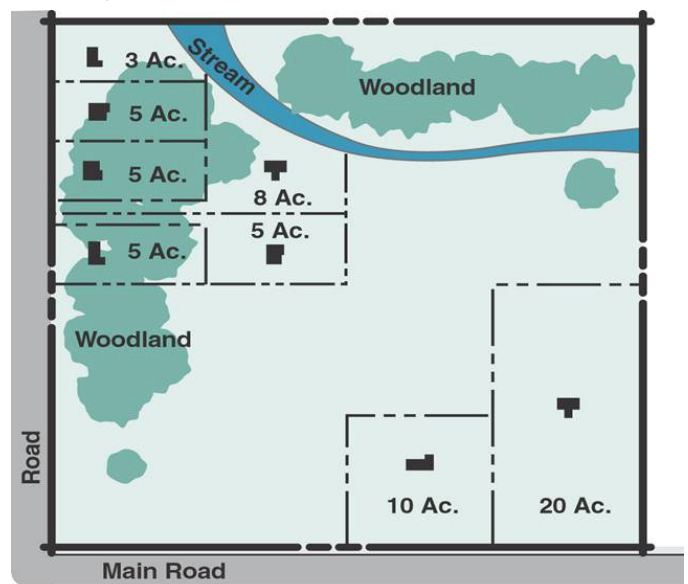 3 Ac.
Stream
Woodland
5 Ac.
5 Ac.
8 Ac.
5 Ac.
5 Ac.
Woodland
Road
10 Ac.
20 Ac.
Main Road